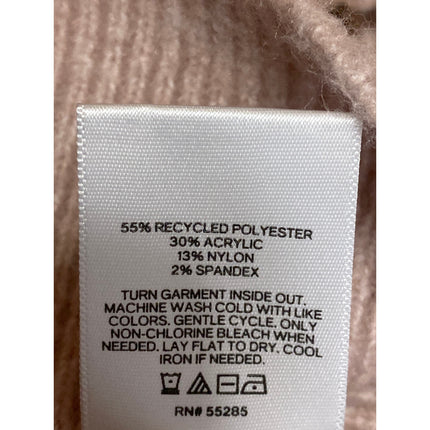 55% RECYCLED POLYESTER
30% ACRYLIC
13% NYLON
2% SPANDEX
TURN GARMENT INSIDE OUT.
MACHINE WASH COLD WITH LIKE
COLORS. GENTLE CYCLE. ONLY
NON-CHLORINE BLEACH WHEN
NEEDED. LAY FLAT TO DRY. COOL
IRON IF NEEDED.
RN# 55285